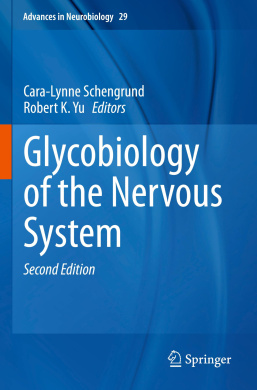 Advances in Neurobiology 29
Cara-Lynne Schengrund
Robert K. Yu Editors
Glycobiology
of the Nervous
System
Second Edition
Springer